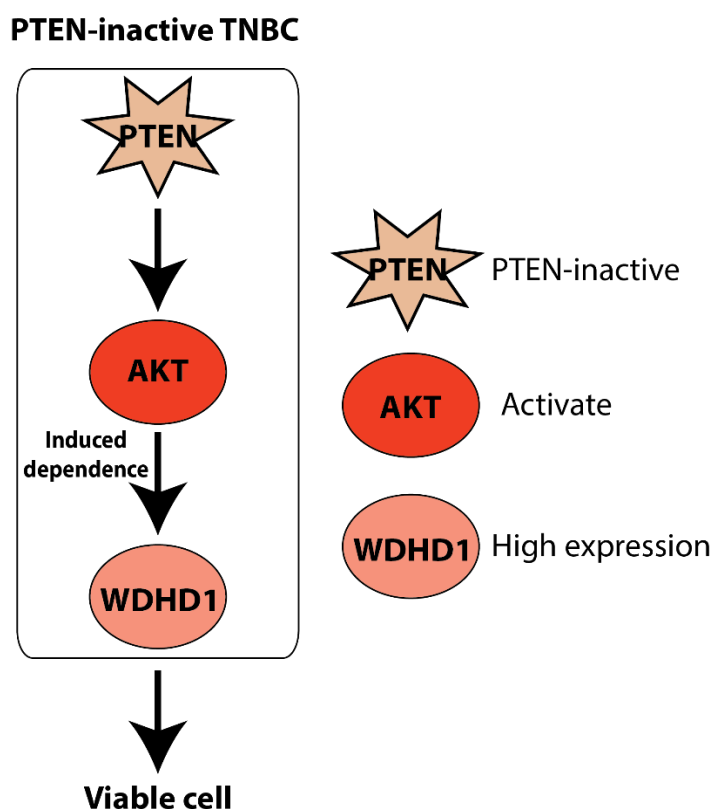 PTEN-inactive TNBC
PTEN
AKT
Induced
dependence
WDHD1
Viable cell
PTEN PTEN-inactive
AKT Activate
WDHD1 High expression